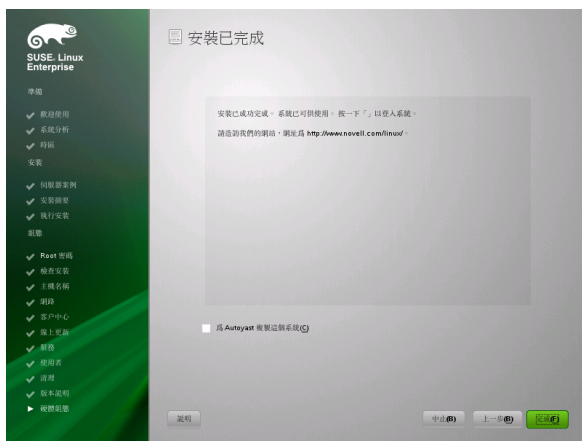 SUSE. Linux
Enterprise
準備
歡迎使用
系統分析
時區
安裝
伺服器案例
安裝摘要
執行安裝
組態
Root 密碼
檢查安裝
主機名稱
網路
客戶中心
線上更新
服務
使用者
清理
版本說明
硬體組態
安裝已完成
安裝已成功完成。 系統已可供使用。 按一下「」以登入系統。
請造訪我們的網站,網址為 http://www.novell.com/linux/。
為 Autoyast 複製這個系統(C)
說明
中止(B)
上一步(B)
完成(F)